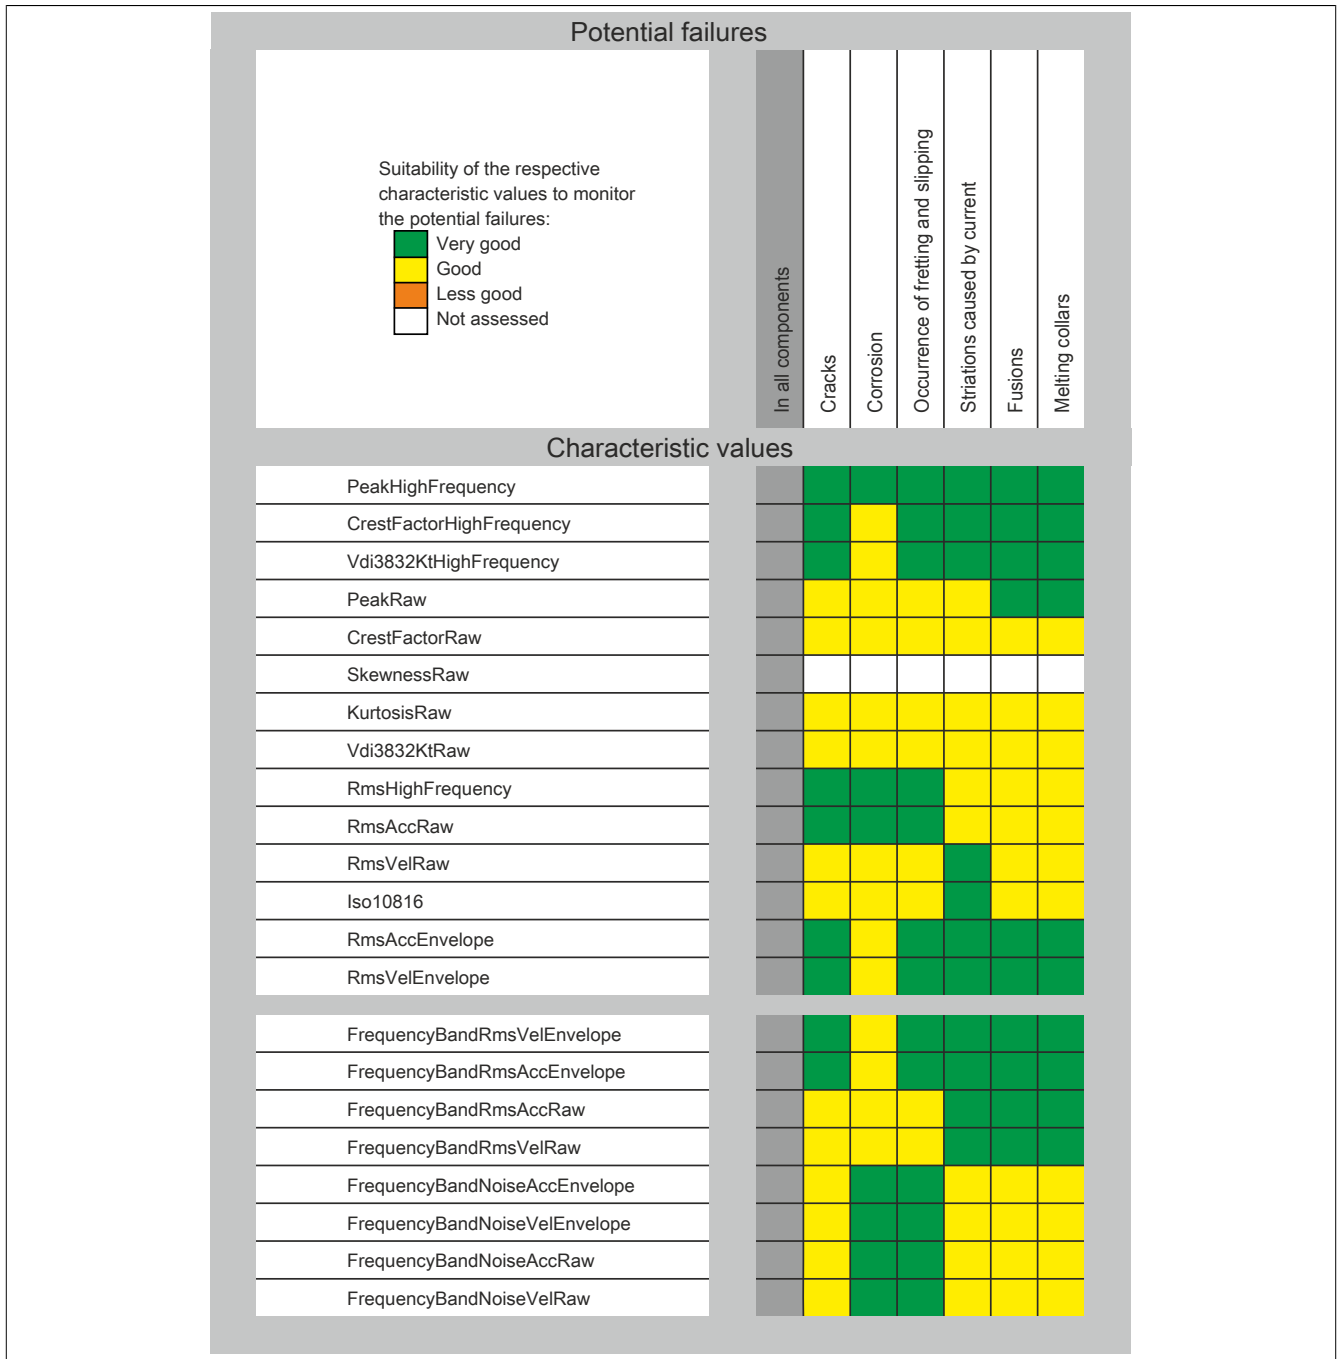 Potential failures
Suitability of the respective
characteristic values to monitor
the potential failures:
Very good
Good
Less good
Not assessed
In all components
Cracks
Corrosion
Occurrence of fretting and slipping
Striations caused by current
Fusions
Melting collars
Characteristic values
PeakHighFrequency
CrestFactorHighFrequency
Vdi3832KtHighFrequency
PeakRaw
CrestFactorRaw
SkewnessRaw
KurtosisRaw
Vdi3832KtRaw
RmsHighFrequency
RmsAccRaw
RmsVelRaw
Iso10816
RmsAccEnvelope
RmsVelEnvelope
FrequencyBandRmsVelEnvelope
FrequencyBandRmsAccEnvelope
FrequencyBandRmsAccRaw
FrequencyBandRmsVelRaw
FrequencyBandNoiseAccEnvelope
FrequencyBandNoiseVelEnvelope
FrequencyBandNoiseAccRaw
FrequencyBandNoiseVelRaw